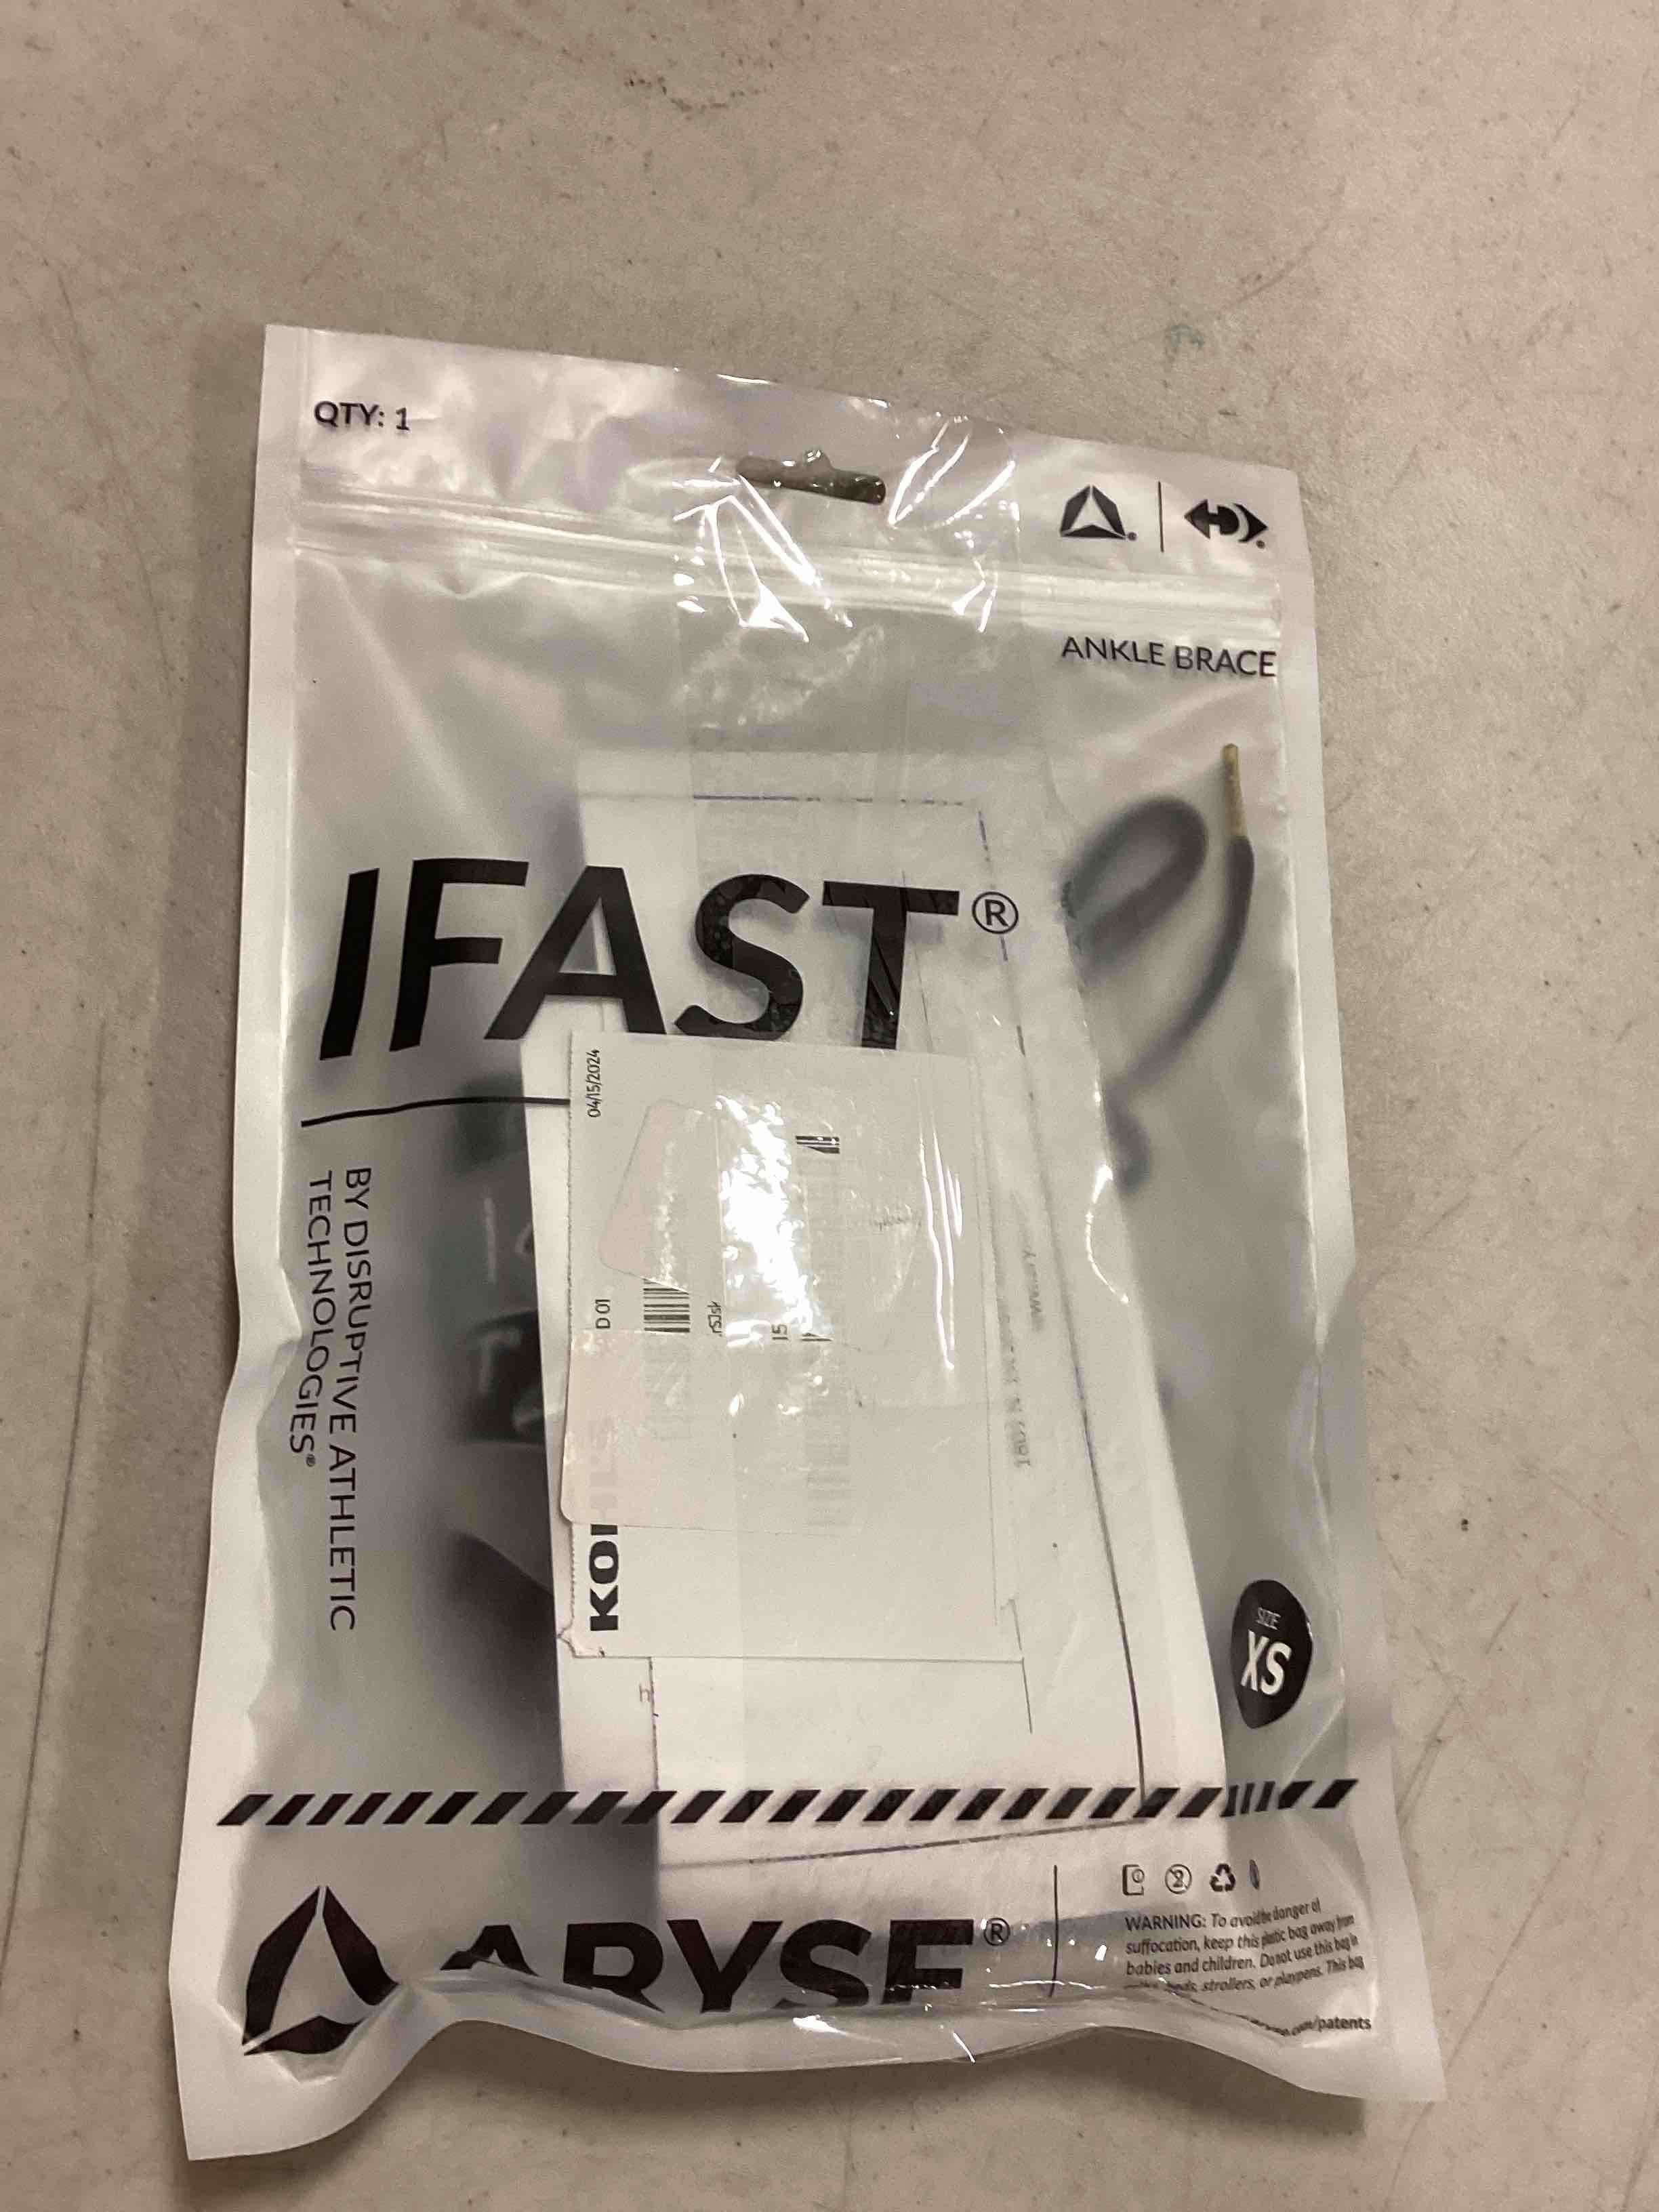 QTY: 1
ANKLE BRACE
IFAST®
BY DISRUPTIVE ATHLETIC
TECHNOLOGIES®
04/15/2024
D 01
SIZE
XS
ARYSE®
WARNING: To avoid the danger of
suffocation, keep this plastic bag away from
babies and children. Do not use this bag in
strollers, or playpens. This bag
/patents